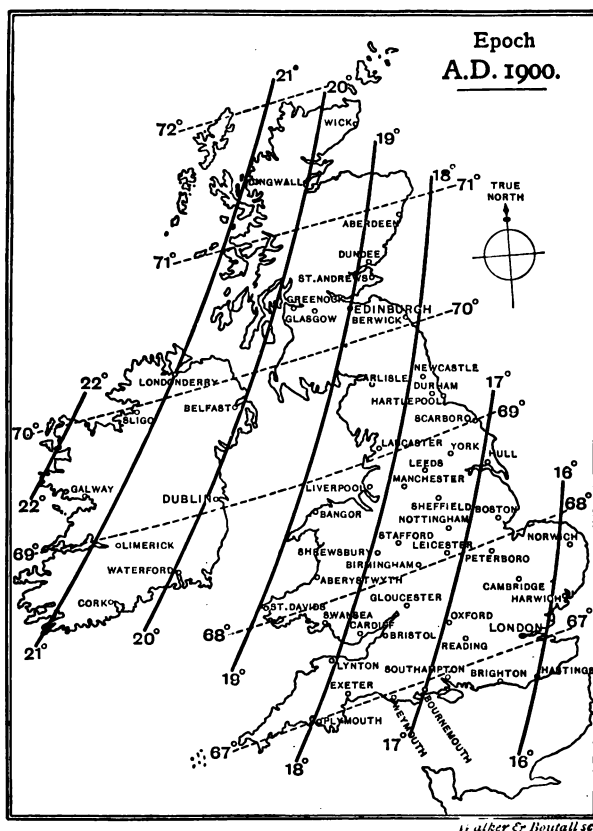 Epoch
A.D. 1900.
21°
20°
72°
WICK
19°
18°
71°
TRUE
NORTH
DINGWALL
ABERDEEN
71°
DUNDEE
ST. ANDREWS
GREENOCK
EDINBURGH
70°
GLASGOW
BERWICK
LONDONDERRY
CARLISLE
NEWCASTLE
DURHAM
22°
HARTLEPOOL
17°
BELFAST
SLIGO
SCARBORO
69°
70°
LANCASTER
YORK
HULL
LEEDS
16°
GALWAY
DUBLIN
LIVERPOOL
MANCHESTER
22°
SHEFFIELD
BOSTON
68°
BANGOR
NOTTINGHAM
69°
LIMERICK
STAFFORD
NORWICH
SHREWSBURY
LEICESTER
PETERBORO
WATERFORD
BIRMINGHAM
ABERYSTWYTH
CAMBRIDGE
CORK
GLOUCESTER
HARWICH
ST. DAVIDS
SWANSEA
OXFORD
67°
20°
68°
CARDIFF
BRISTOL
LONDON
21°
READING
LYNTON
SOUTHAMPTON
BRIGHTON
HASTINGS
19°
EXETER
PLYMOUTH
WEYMOUTH
BOURNEMOUTH
67°
17°
16°
18°
Walker & Boutall sc